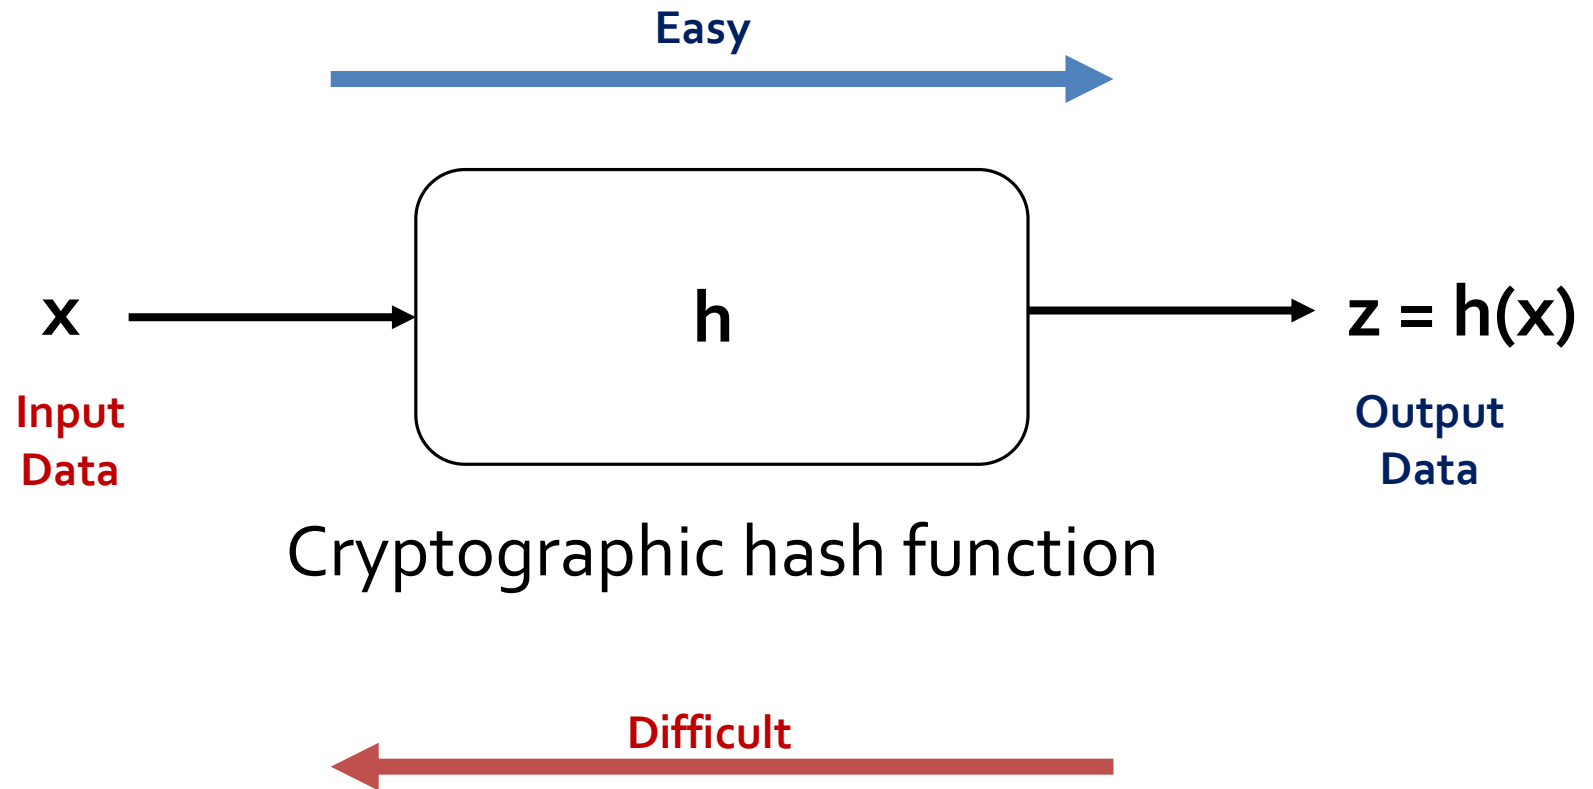 Easy
x
h
z = h(x)
Input
Data
Output
Data
Cryptographic hash function
Difficult